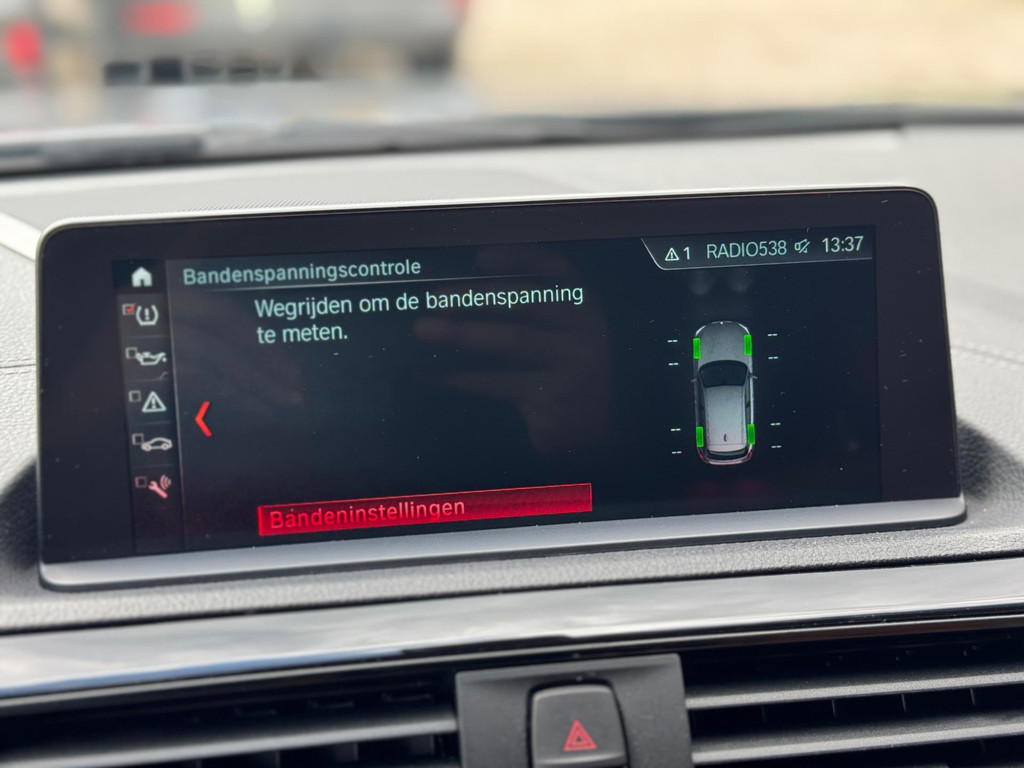 Bandenspanningscontrole
1 RADIO538 13:37
Wegrijden om de bandenspanning
te meten.
-- --
-- --
-- --
-- --
Bandeninstellingen